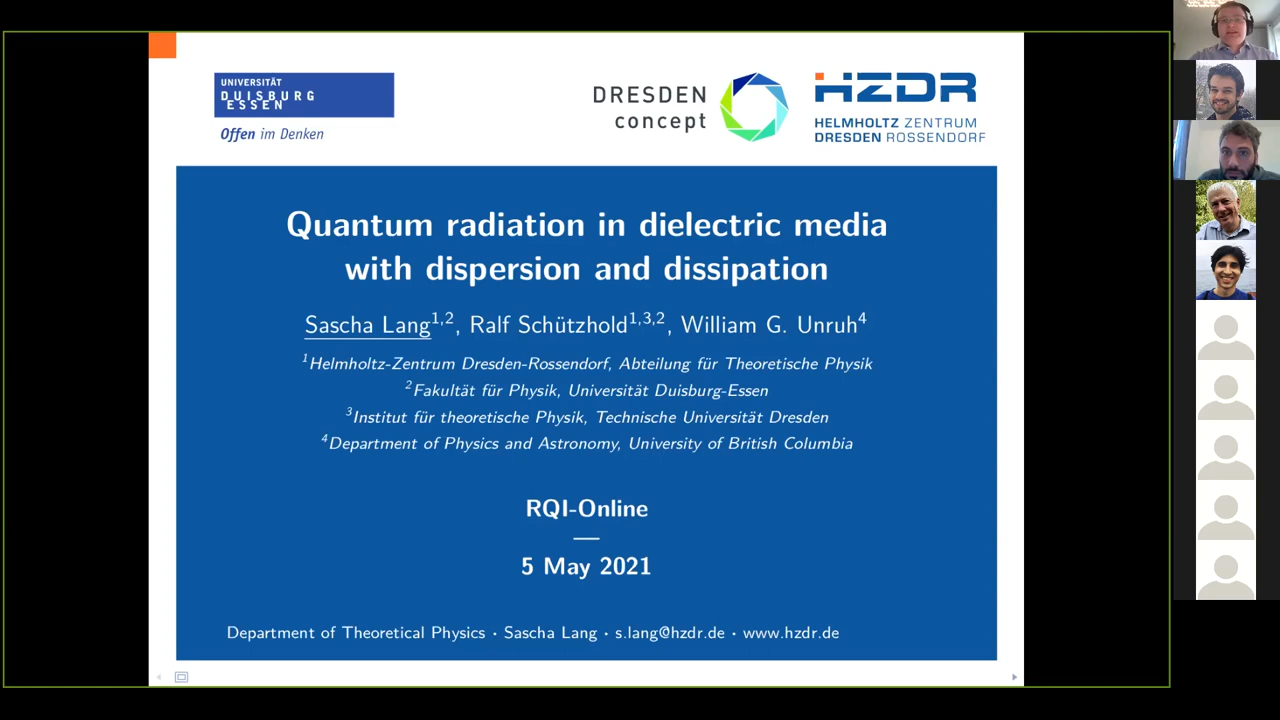 UNIVERSITÄT
DUISBURG
ESSEN
Offen im Denken
DRESDEN
concept
HZDR
HELMHOLTZ ZENTRUM
DRESDEN ROSSENDORF
Quantum radiation in dielectric media
with dispersion and dissipation
Sascha Lang1,2, Ralf Schützhold1,3,2, William G. Unruh4
1Helmholtz-Zentrum Dresden-Rossendorf, Abteilung für Theoretische Physik
2Fakultät für Physik, Universität Duisburg-Essen
3Institut für theoretische Physik, Technische Universität Dresden
4Department of Physics and Astronomy, University of British Columbia
RQI-Online
—
5 May 2021
Department of Theoretical Physics · Sascha Lang · s.lang@hzdr.de · www.hzdr.de